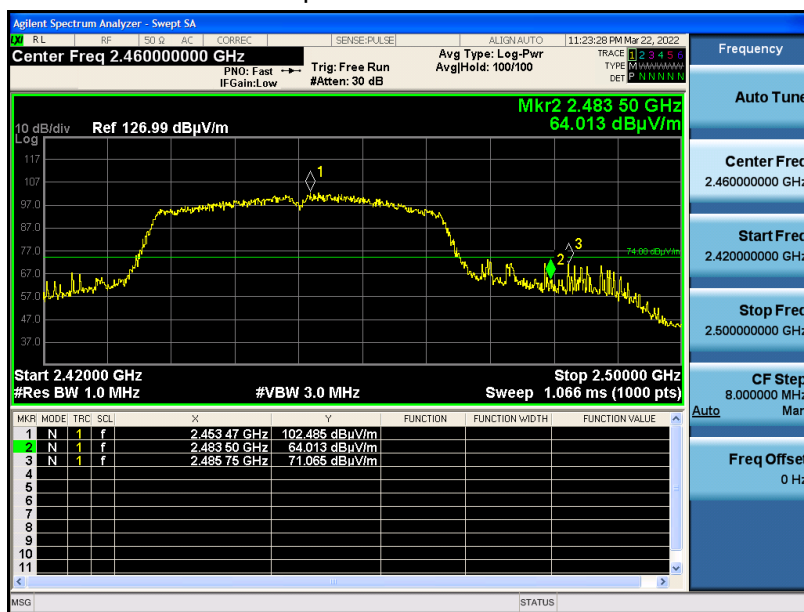 Agilent Spectrum Analyzer - Swept SA
LXI RL RF 50 Ω AC CORREC SENSE:PULSE ALIGN AUTO 11:23:28 PM Mar 22, 2022
Center Freq 2.460000000 GHz
PNO: Fast
IFGain:Low
Trig: Free Run
#Atten: 30 dB
Avg Type: Log-Pwr
Avg|Hold: 100/100
TRACE 1 2 3 4 5 6
TYPE M WWWWW
DET P N N N N N
Mkr2 2.483 50 GHz
64.013 dBµV/m
10 dB/div Ref 126.99 dBµV/m
Log
117
107
97.0
87.0
77.0
67.0
57.0
47.0
37.0
1
2
3
74.00 dBµV/m
Start 2.42000 GHz Stop 2.50000 GHz
#Res BW 1.0 MHz #VBW 3.0 MHz Sweep 1.066 ms (1000 pts)
MKR MODE TRC SCL X Y FUNCTION FUNCTION WIDTH FUNCTION VALUE
1 N 1 f 2.453 47 GHz 102.485 dBµV/m
2 N 1 f 2.483 50 GHz 64.013 dBµV/m
3 N 1 f 2.485 75 GHz 71.065 dBµV/m
4
5
6
7
8
9
10
11
MSG STATUS
Frequency
Auto Tune
Center Freq
2.460000000 GHz
Start Freq
2.420000000 GHz
Stop Freq
2.500000000 GHz
CF Step
8.000000 MHz
Auto Man
Freq Offset
0 Hz